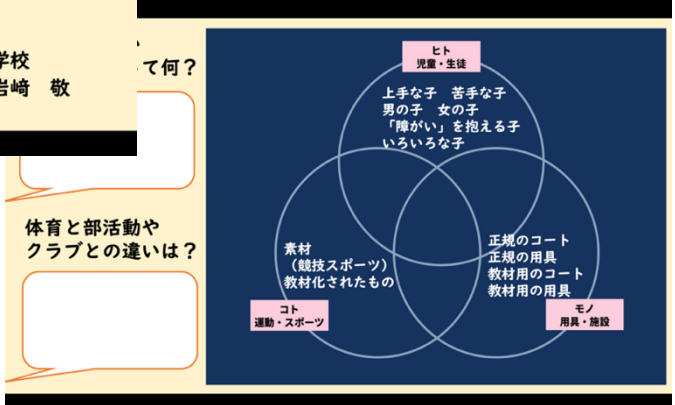 学校
岩﨑 敬
て何？
体育と部活動や
クラブとの違いは？
ヒト
児童・生徒
上手な子 苦手な子
男の子 女の子
「障がい」を抱える子
いろいろな子
素材
（競技スポーツ）
教材化されたもの
コト
運動・スポーツ
正規のコート
正規の用具
教材用のコート
教材用の用具
モノ
用具・施設